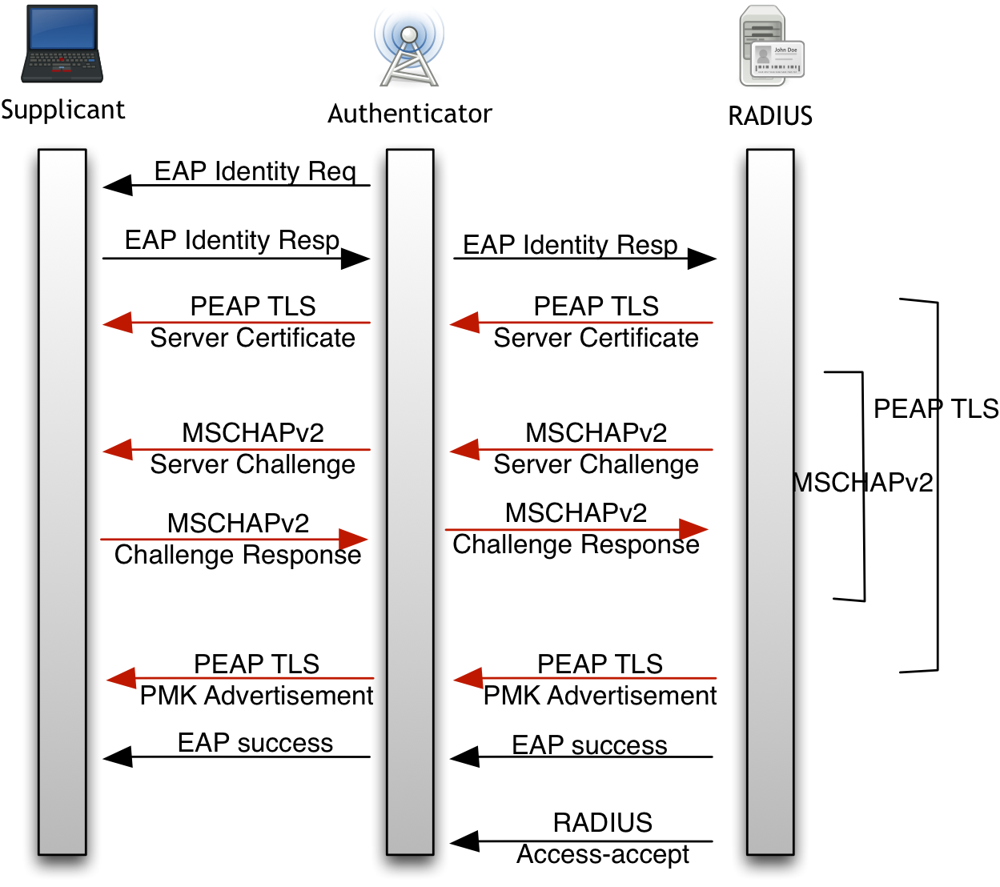 John Doe
Supplicant
Authenticator
RADIUS
EAP Identity Req
EAP Identity Resp
EAP Identity Resp
PEAP TLS
Server Certificate
PEAP TLS
Server Certificate
PEAP TLS
MSCHAPv2
Server Challenge
MSCHAPv2
Server Challenge
MSCHAPv2
MSCHAPv2
Challenge Response
MSCHAPv2
Challenge Response
PEAP TLS
PMK Advertisement
PEAP TLS
PMK Advertisement
EAP success
EAP success
RADIUS
Access-accept